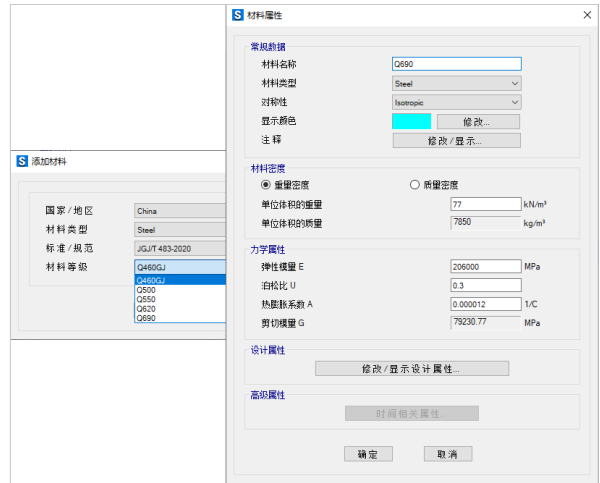 添加材料
国家/地区
China
材料类型
Steel
标准/规范
JGJ/T 483-2020
材料等级
Q460GJ
Q460GJ
Q500
Q550
Q620
Q690
材料属性
常规数据
材料名称
Q690
材料类型
Steel
对称性
Isotropic
显示颜色
修改...
注释
修改/显示...
材料密度
重量密度
质量密度
单位体积的重量
77
kN/m³
单位体积的质量
7850
kg/m³
力学属性
弹性模量 E
206000
MPa
泊松比 U
0.3
热膨胀系数 A
0.000012
1/C
剪切模量 G
79230.77
MPa
设计属性
修改/显示设计属性...
高级属性
时间相关属性...
确定
取消